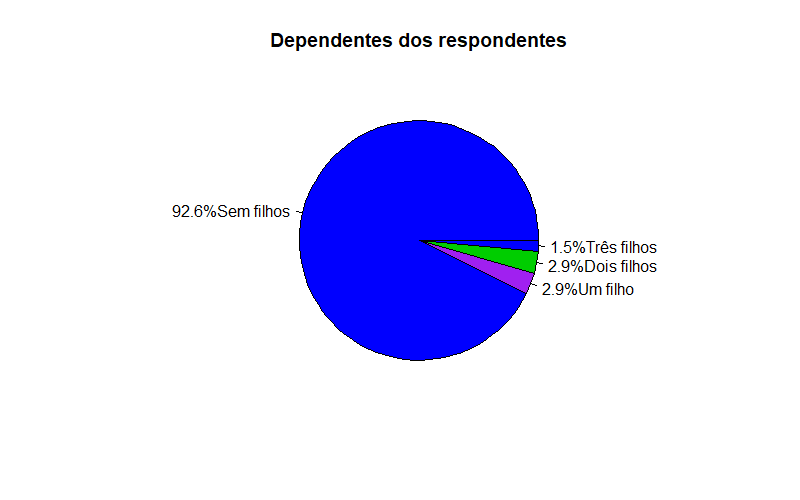 Dependentes dos respondentes
92.6%Sem filhos
1.5%Três filhos
2.9%Dois filhos
2.9%Um filho